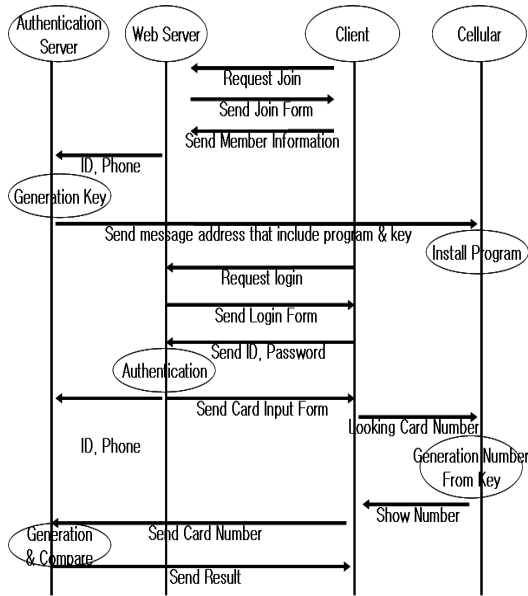 Authentication
Server
Web Server
Client
Cellular
Request Join
Send Join Form
Send Member Information
ID, Phone
Generation Key
Send message address that include program & key
Install Program
Request login
Send Login Form
Send ID, Password
Authentication
Send Card Input Form
Looking Card Number
ID, Phone
Generation Number
From Key
Show Number
Send Card Number
Generation
& Compare
Send Result